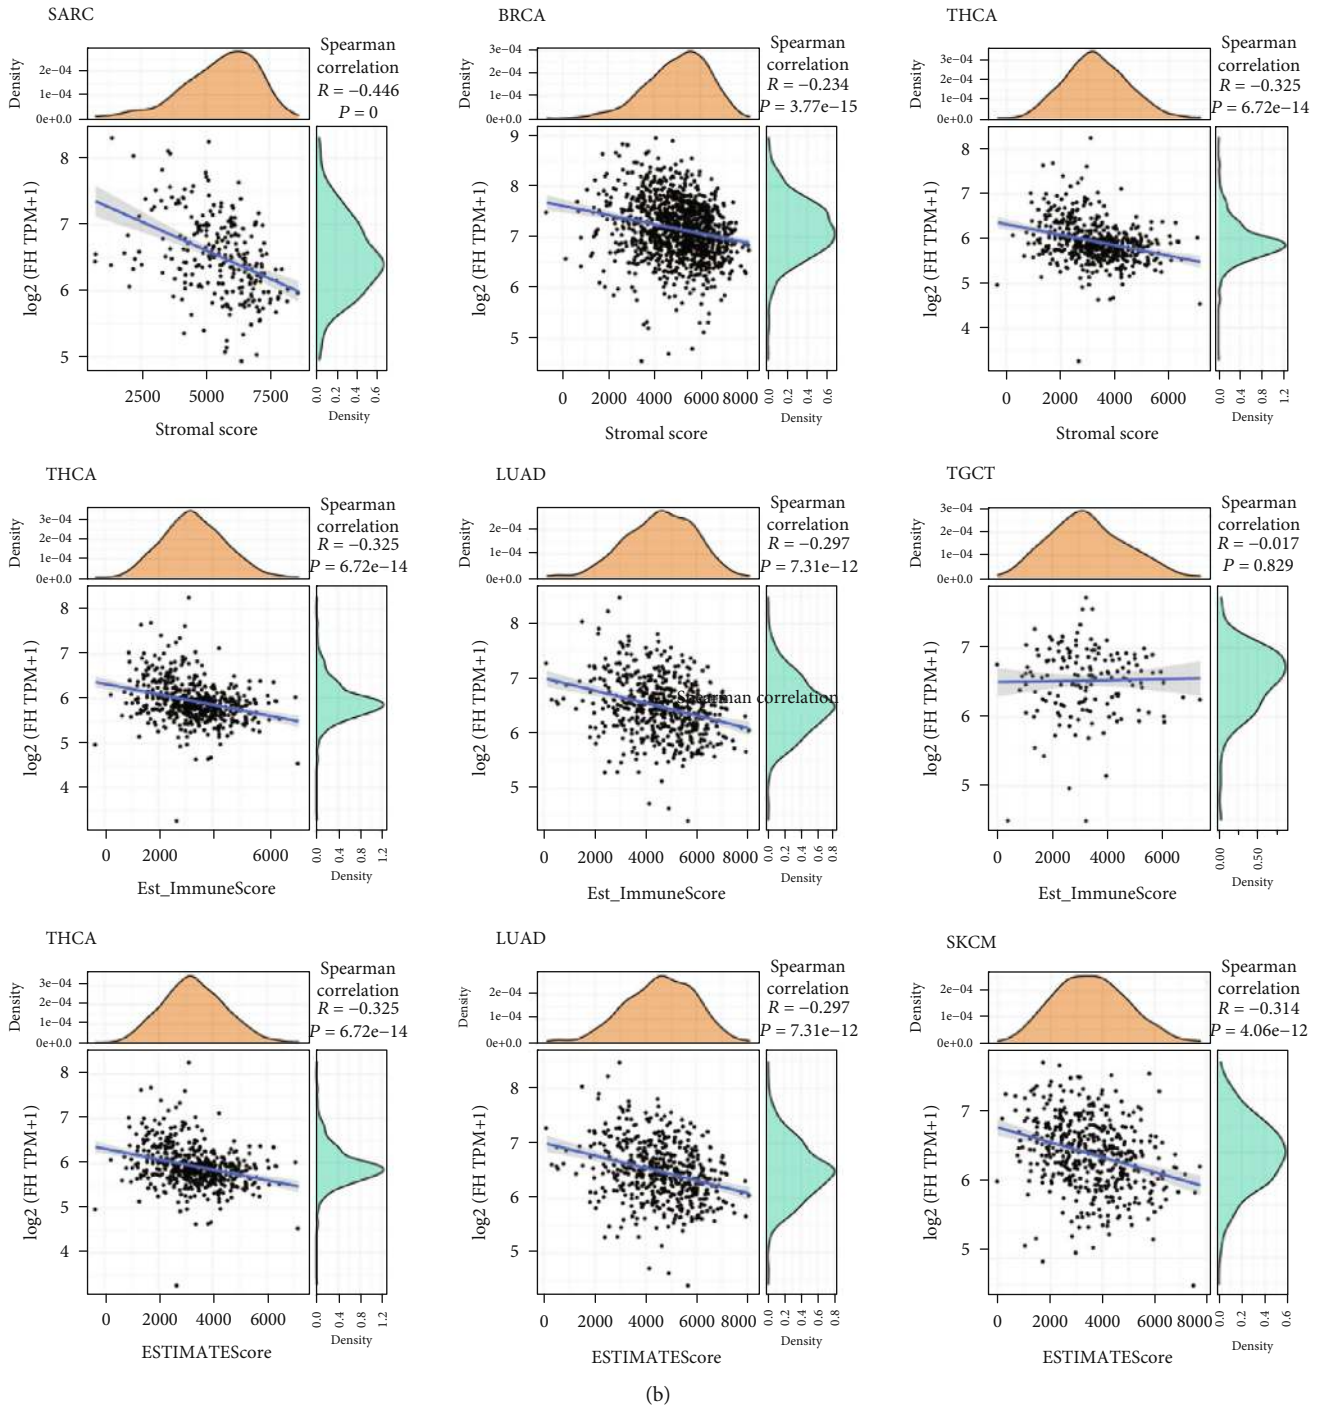 SARC
Density
2e−04
1e−04
0e+0.0
Spearman
correlation
R = −0.446
P = 0
log2 (FH TPM+1)
8
7
6
5
2500 5000 7500
Stromal score
0.0 0.2 0.4 0.6
Density
BRCA
Density
3e−04
2e−04
1e−04
0e+0.0
Spearman
correlation
R = −0.234
P = 3.77e−15
log2 (FH TPM+1)
9
8
7
6
5
0 2000 4000 6000 8000
Stromal score
0.0 0.2 0.4 0.6
Density
THCA
Density
3e−04
2e−04
1e−04
0e+0.0
Spearman
correlation
R = −0.325
P = 6.72e−14
log2 (FH TPM+1)
8
7
6
5
4
0 2000 4000 6000
Stromal score
0.0 0.4 0.8 1.2
Density
THCA
Density
3e−04
2e−04
1e−04
0e+0.0
Spearman
correlation
R = −0.325
P = 6.72e−14
log2 (FH TPM+1)
8
7
6
5
4
0 2000 4000 6000
Est_ImmuneScore
0.0 0.4 0.8 1.2
Density
LUAD
Density
2e−04
1e−04
0e+0.0
Spearman
correlation
R = −0.297
P = 7.31e−12
log2 (FH TPM+1)
8
7
6
5
Spearman correlation
0 2000 4000 6000 8000
Est_ImmuneScore
0.0 0.2 0.4 0.6 0.8
Density
TGCT
Density
3e−04
2e−04
1e−04
0e+0.0
Spearman
correlation
R = −0.017
P = 0.829
log2 (FH TPM+1)
7
6
5
0 2000 4000 6000
Est_ImmuneScore
0.00 0.50
Density
THCA
Density
3e−04
2e−04
1e−04
0e+0.0
Spearman
correlation
R = −0.325
P = 6.72e−14
log2 (FH TPM+1)
8
7
6
5
4
0 2000 4000 6000
ESTIMATEScore
0.0 0.4 0.8 1.2
Density
LUAD
Density
2e−04
1e−04
0e+0.0
Spearman
correlation
R = −0.297
P = 7.31e−12
log2 (FH TPM+1)
8
7
6
5
0 2000 4000 6000 8000
ESTIMATEScore
0.0 0.2 0.4 0.6 0.8
Density
SKCM
Density
2e−04
1e−04
0e+0.0
Spearman
correlation
R = −0.314
P = 4.06e−12
log2 (FH TPM+1)
7
6
5
0 2000 4000 6000 8000
ESTIMATEScore
0.0 0.2 0.4 0.6
Density
(b)